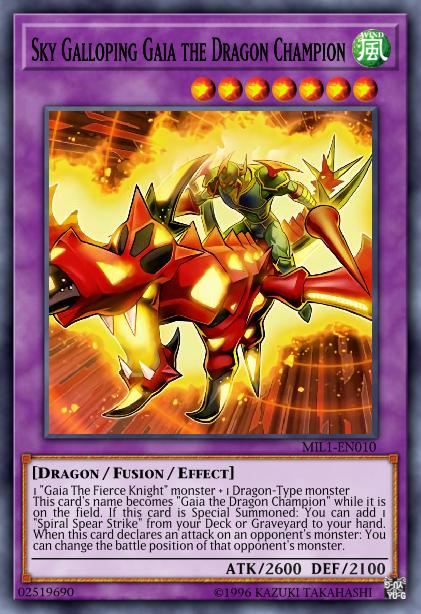 Sky Galloping Gaia the Dragon Champion
WIND
風
MIL1-EN010
[Dragon / Fusion / Effect]
1 "Gaia The Fierce Knight" monster + 1 Dragon-Type monster
This card's name becomes "Gaia the Dragon Champion" while it is
on the field. If this card is Special Summoned: You can add 1
"Spiral Spear Strike" from your Deck or Graveyard to your hand.
When this card declares an attack on an opponent's monster: You
can change the battle position of that opponent's monster.
ATK/2600 DEF/2100
02519690
©1996 KAZUKI TAKAHASHI